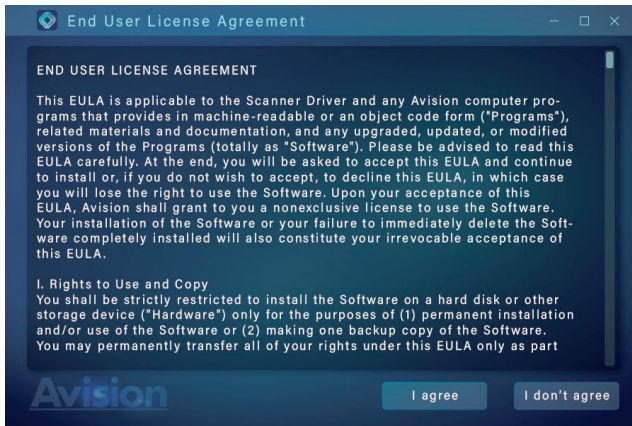 End User License Agreement
END USER LICENSE AGREEMENT
This EULA is applicable to the Scanner Driver and any Avision computer pro-
grams that provides in machine-readable or an object code form ("Programs"),
related materials and documentation, and any upgraded, updated, or modified
versions of the Programs (totally as "Software"). Please be advised to read this
EULA carefully. At the end, you will be asked to accept this EULA and continue
to install or, if you do not wish to accept, to decline this EULA, in which case
you will lose the right to use the Software. Upon your acceptance of this
EULA, Avision shall grant to you a nonexclusive license to use the Software.
Your installation of the Software or your failure to immediately delete the Soft-
ware completely installed will also constitute your irrevocable acceptance of
this EULA.
I. Rights to Use and Copy
You shall be strictly restricted to install the Software on a hard disk or other
storage device ("Hardware") only for the purposes of (1) permanent installation
and/or use of the Software or (2) making one backup copy of the Software.
You may permanently transfer all of your rights under this EULA only as part
Avision
I agree
I don't agree